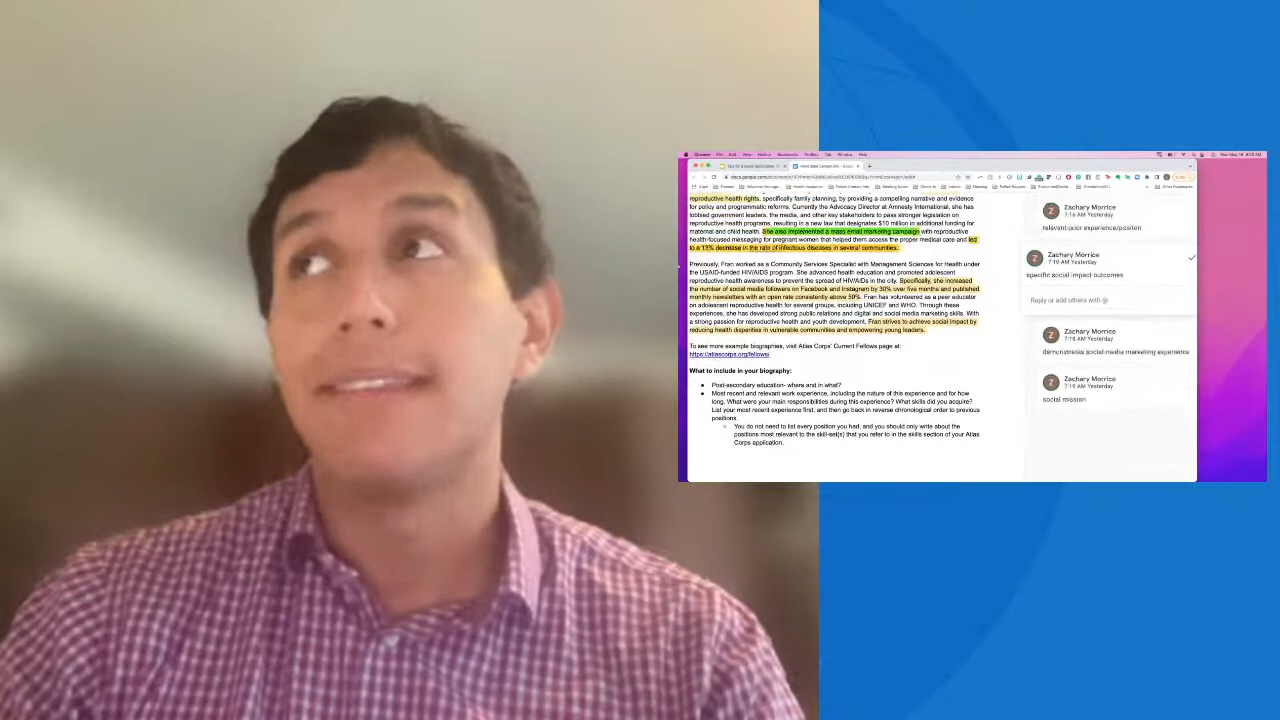 Chrome File Edit View History Bookmarks Profiles Tab Window Help
reproductive health rights, specifically family planning, by providing a compelling narrative and evidence
for policy and programmatic reforms. Currently the Advocacy Director at Amnesty International, she has
lobbied government leaders, the media, and other key stakeholders to pass stronger legislation on
reproductive health programs, resulting in a new law that designates $10 million in additional funding for
maternal and child health. She also implemented a mass email marketing campaign with reproductive
health-focused messaging for pregnant women that helped them access the proper medical care and led
to a 13% decrease in the rate of infectious diseases in several communities.
Previously, Fran worked as a Community Services Specialist with Management Sciences for Health under
the USAID-funded HIV/AIDS program. She advanced health education and promoted adolescent
reproductive health awareness to prevent the spread of HIV/AIDs in the city. Specifically, she increased
the number of social media followers on Facebook and Instagram by 30% over five months and published
monthly newsletters with an open rate consistently above 50%. Fran has volunteered as a peer educator
on adolescent reproductive health for several groups, including UNICEF and WHO. Through these
experiences, she has developed strong public relations and digital and social media marketing skills. With
a strong passion for reproductive health and youth development, Fran strives to achieve social impact by
reducing health disparities in vulnerable communities and empowering young leaders.
To see more example biographies, visit Atlas Corps' Current Fellows page at:
https://atlascorps.org/fellows/
What to include in your biography:
● Post-secondary education- where and in what?
● Most recent and relevant work experience, including the nature of this experience and for how
long. What were your main responsibilities during this experience? What skills did you acquire?
List your most recent experience first, and then go back in reverse chronological order to previous
positions.
○ You do not need to list every position you had, and you should only write about the
positions most relevant to the skill-set(s) that you refer to in the skills section of your Atlas
Corps application.
Z Zachary Morrice
7:16 AM Yesterday
relevant prior experience/position
Z Zachary Morrice
7:19 AM Yesterday
specific social impact outcomes
Reply or add others with @
Z Zachary Morrice
7:18 AM Yesterday
demonstrates social media marketing experience
Z Zachary Morrice
7:19 AM Yesterday
social mission